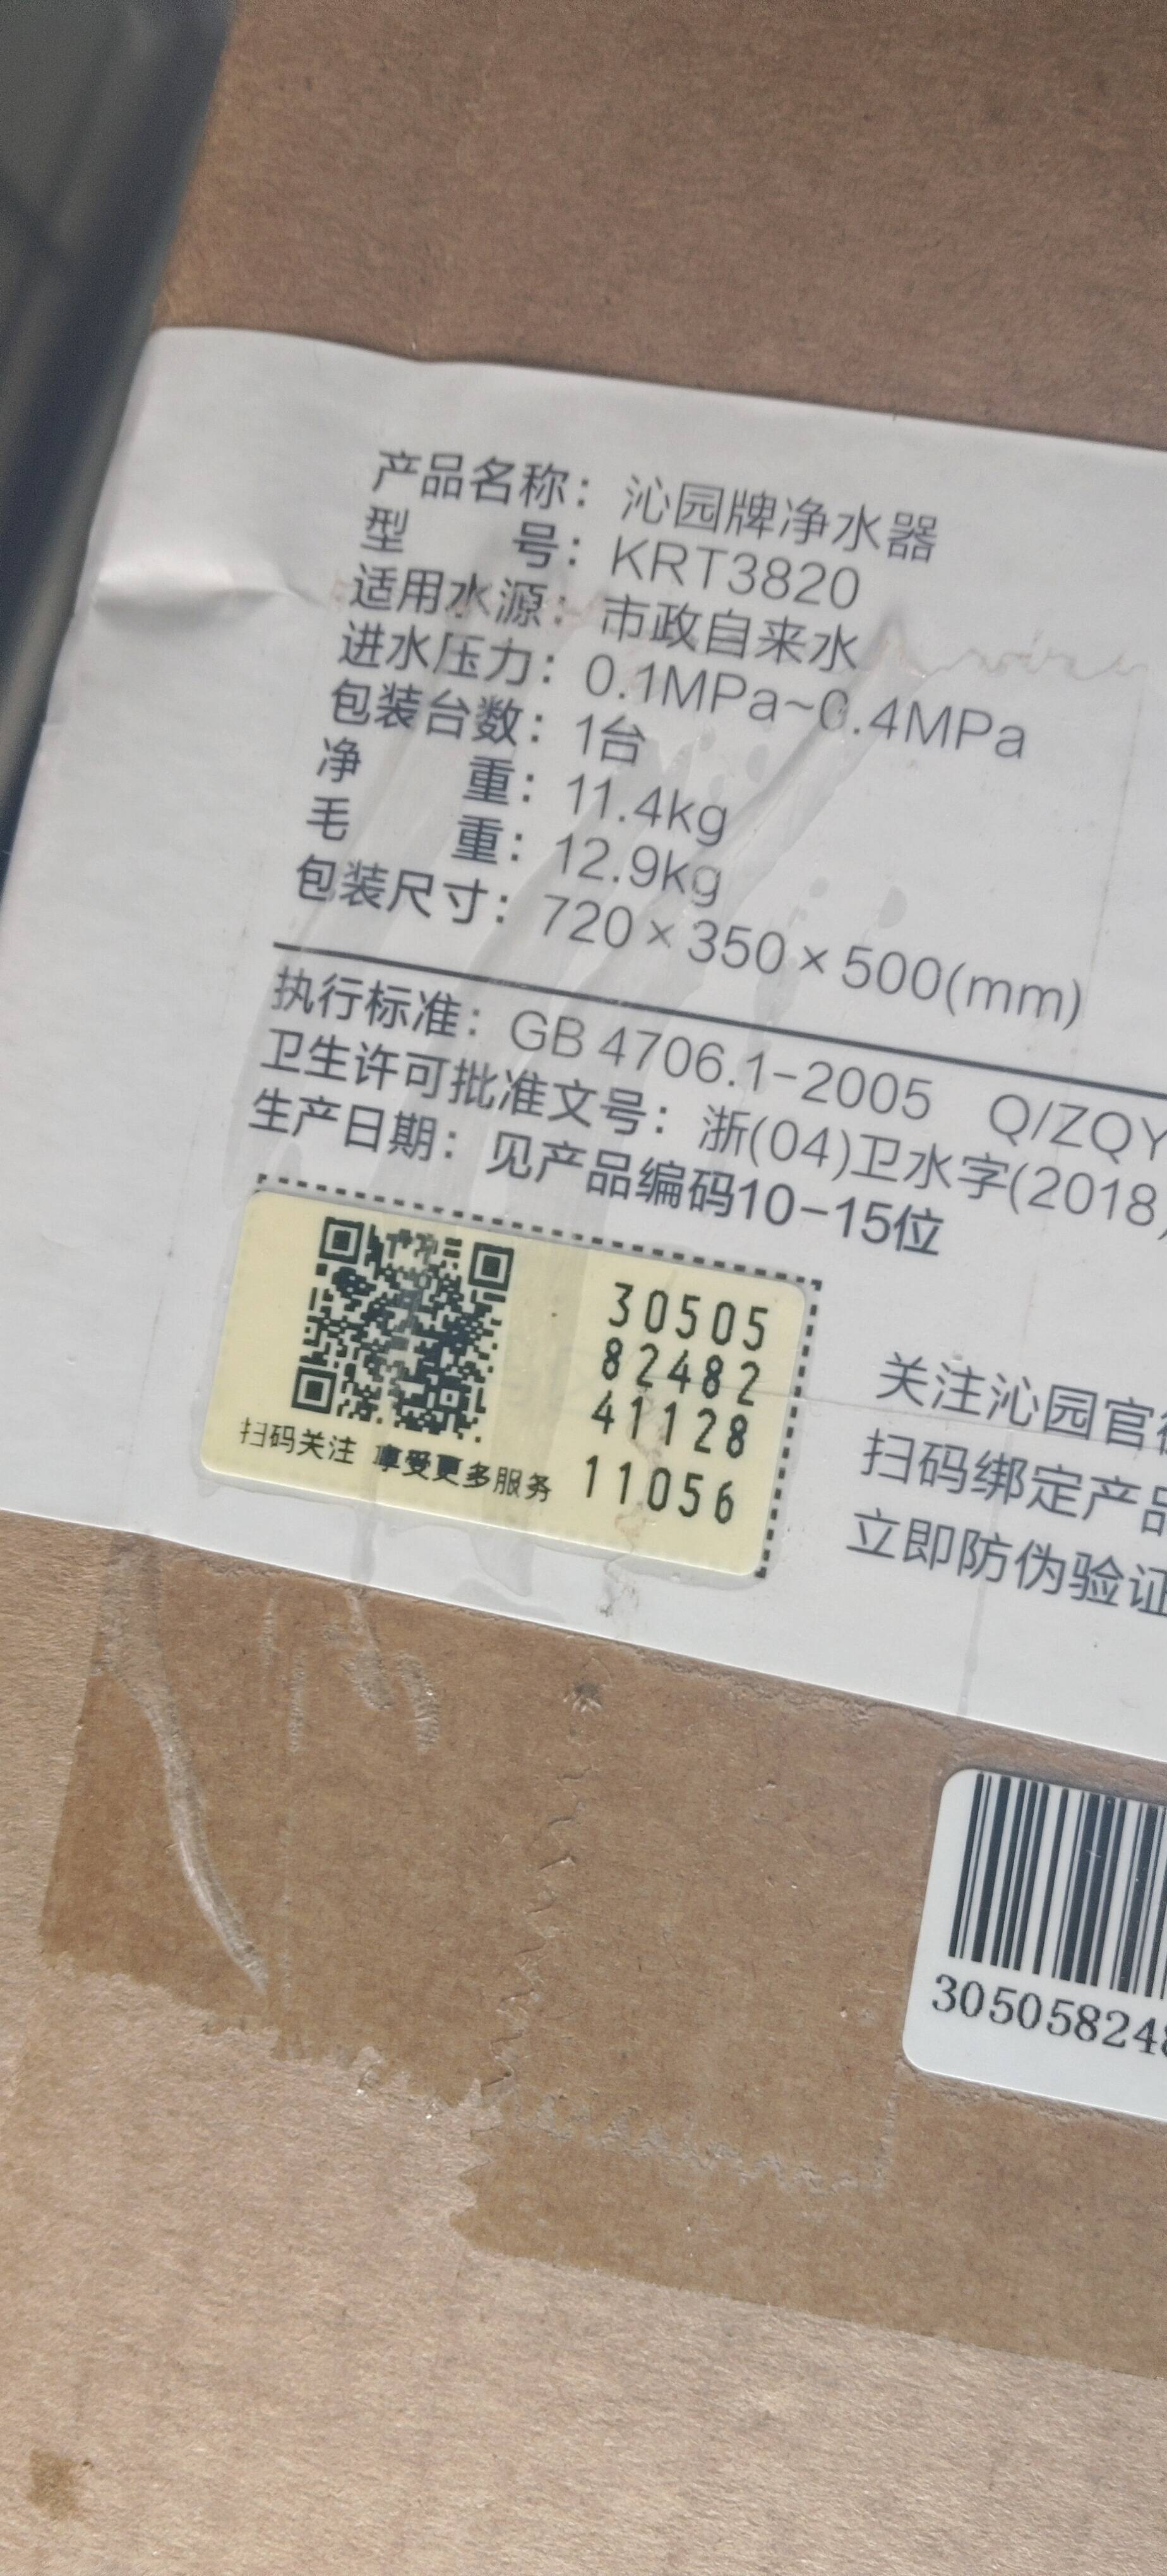 产品名称：沁园牌净水器
型号：KRT3820
适用水源：市政自来水
进水压力：0.1MPa~0.4MPa
包装台数：1台
净重：11.4kg
毛重：12.9kg
包装尺寸：720×350×500(mm)
执行标准：GB 4706.1-2005 Q/ZQY
卫生许可批准文号：浙(04)卫水字(2018)
生产日期：见产品编码10-15位
30505
82482
41128
11056
扫码关注 享受更多服务
关注沁园官
扫码绑定产品
立即防伪验证
30505824